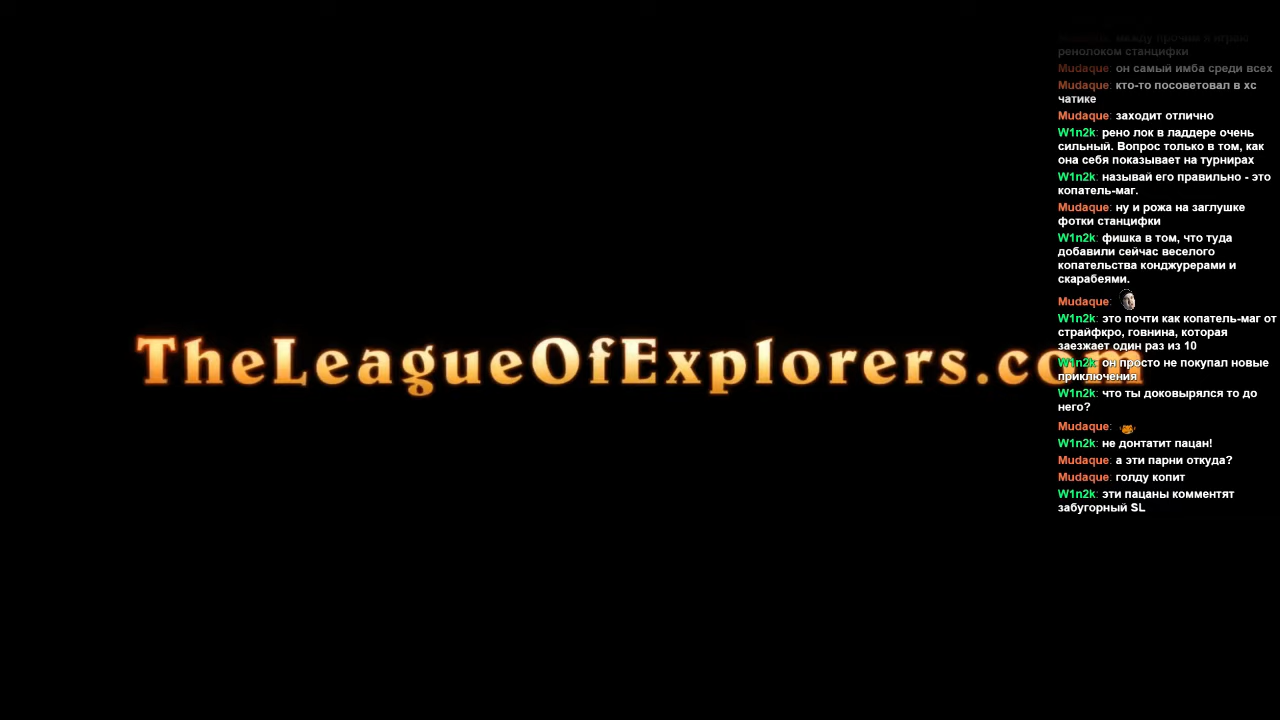 между прочим я играю
ренолоком станцифки
Mudaque: он самый имба среди всех
Mudaque: кто-то посоветовал в хс
чатике
Mudaque: заходит отлично
W1n2k: рено лок в ладдере очень
сильный. Вопрос только в том, как
она себя показывает на турнирах
W1n2k: называй его правильно - это
копатель-маг.
Mudaque: ну и рожа на заглушке
фотки станцифки
W1n2k: фишка в том, что туда
добавили сейчас веселого
копательства конджурерами и
скарабеями.
Mudaque:
W1n2k: это почти как копатель-маг от
страйфкро, говнина, которая
заезжает один раз из 10
TheLeagueOfExplorers.com
W1n2k: он просто не покупал новые
приключения
W1n2k: что ты доковырялся то до
него?
Mudaque:
W1n2k: не донтатит пацан!
Mudaque: а эти парни откуда?
Mudaque: голду копит
W1n2k: эти пацаны комментят
забугорный SL